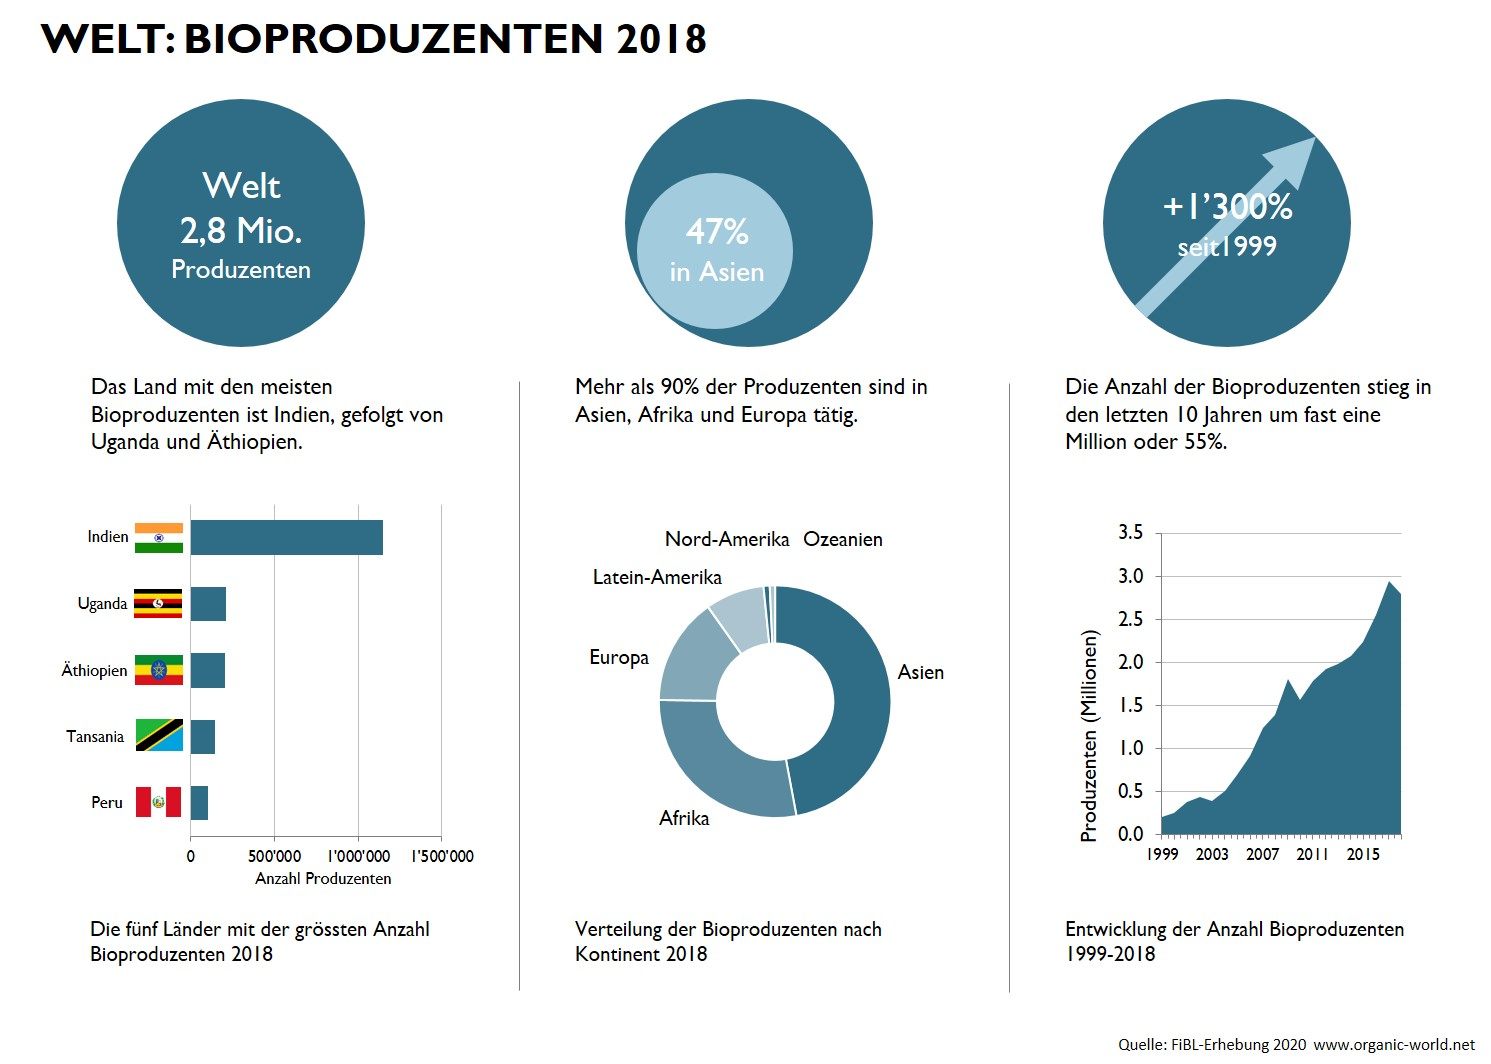 WELT: BIOPRODUZENTEN 2018
Welt
2,8 Mio.
Produzenten
Das Land mit den meisten
Bioproduzenten ist Indien, gefolgt von
Uganda und Äthiopien.
Indien
Uganda
Äthiopien
Tansania
Peru
0 500'000 1'000'000 1'500'000
Anzahl Produzenten
Die fünf Länder mit der grössten Anzahl
Bioproduzenten 2018
47%
in Asien
Mehr als 90% der Produzenten sind in
Asien, Afrika und Europa tätig.
Nord-Amerika Ozeanien
Latein-Amerika
Europa
Asien
Afrika
Verteilung der Bioproduzenten nach
Kontinent 2018
+1’300%
seit1999
Die Anzahl der Bioproduzenten stieg in
den letzten 10 Jahren um fast eine
Million oder 55%.
Produzenten (Millionen)
3.5
3.0
2.5
2.0
1.5
1.0
0.5
0.0
1999 2003 2007 2011 2015
Entwicklung der Anzahl Bioproduzenten
1999-2018
Quelle: FiBL-Erhebung 2020 www.organic-world.net